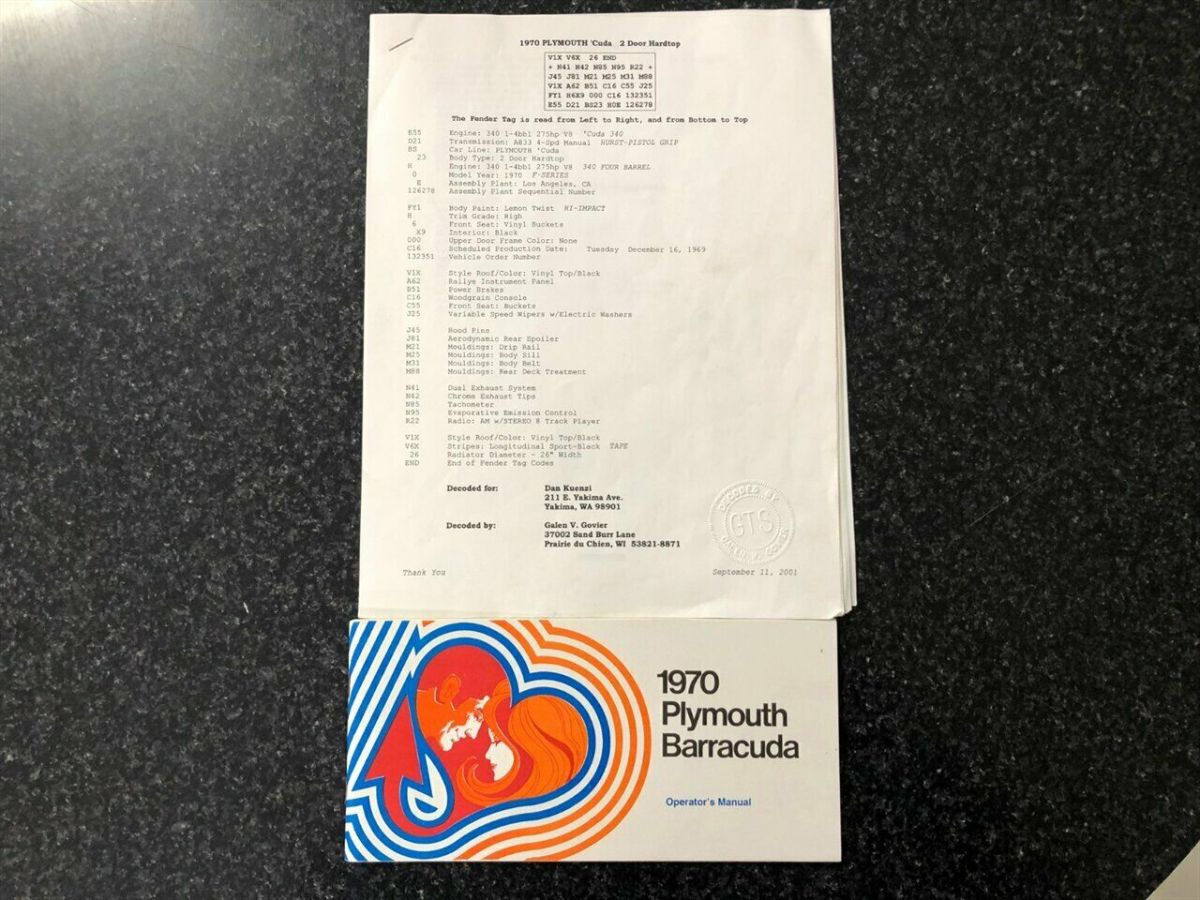 1970 PLYMOUTH 'Cuda 2 Door Hardtop
V1X V6X 26 END
+ N41 N42 N85 N95 R22 +
J45 J81 M21 M25 M31 M88
V1X A62 B51 C16 C55 J25
FY1 H6X9 000 C16 132351
E55 D21 BS23 H0E 126278
The Fender Tag is read from Left to Right, and from Bottom to Top
E55 Engine: 340 1-4bbl 275hp V8 'Cuda 340
D21 Transmission: A833 4-Spd Manual HURST-PISTOL GRIP
BS Car Line: PLYMOUTH 'Cuda
23 Body Type: 2 Door Hardtop
H Engine: 340 1-4bbl 275hp V8 340 FOUR BARREL
0 Model Year: 1970 F-SERIES
E Assembly Plant: Los Angeles, CA
126278 Assembly Plant Sequential Number
FY1 Body Paint: Lemon Twist HI-IMPACT
H Trim Grade: High
6 Front Seat: Vinyl Buckets
X9 Interior: Black
000 Upper Door Frame Color: None
C16 Scheduled Production Date: Tuesday December 16, 1969
132351 Vehicle Order Number
V1X Style Roof/Color: Vinyl Top/Black
A62 Rallye Instrument Panel
B51 Power Brakes
C16 Woodgrain Console
C55 Front Seat: Buckets
J25 Variable Speed Wipers w/Electric Washers
J45 Hood Pins
J81 Aerodynamic Rear Spoiler
M21 Mouldings: Drip Rail
M25 Mouldings: Body Sill
M31 Mouldings: Body Belt
M88 Mouldings: Rear Deck Treatment
N41 Dual Exhaust System
N42 Chrome Exhaust Tips
N85 Tachometer
N95 Evaporative Emission Control
R22 Radio: AM w/STEREO 8 Track Player
V1X Style Roof/Color: Vinyl Top/Black
V6X Stripes: Longitudinal Sport-Black TAPE
26 Radiator Diameter - 26" Width
END End of Fender Tag Codes
Decoded for: Dan Kuenzi
211 E. Yakima Ave.
Yakima, WA 98901
Decoded by: Galen V. Govier
37002 Sand Burr Lane
Prairie du Chien, WI 53821-8871
DECODED BY
GTS
GALEN V. GOVIER
Thank You September 11, 2001
1970
Plymouth
Barracuda
Operator's Manual